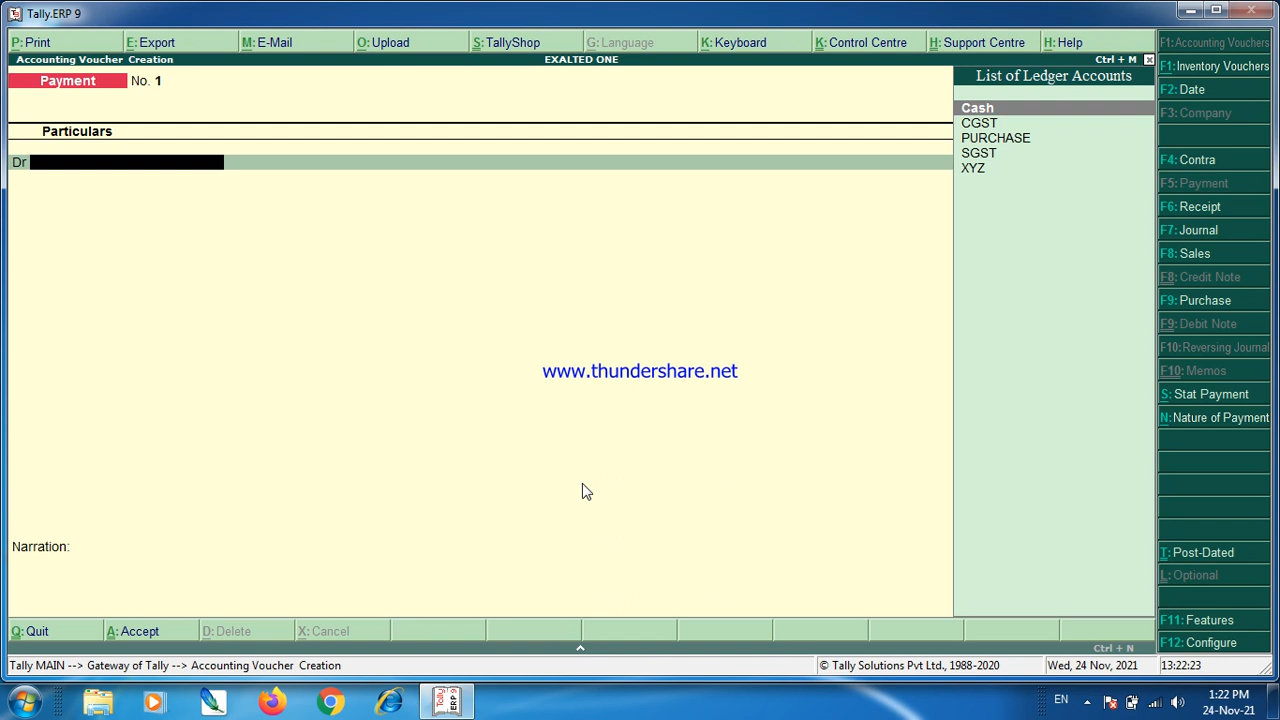 Tally.ERP 9
P: Print
E: Export
M: E-Mail
O: Upload
S: TallyShop
G: Language
K: Keyboard
K: Control Centre
H: Support Centre
H: Help
Accounting Voucher Creation
EXALTED ONE
Ctrl + M
Payment No. 1
Particulars
Dr
Narration:
List of Ledger Accounts
Cash
CGST
PURCHASE
SGST
XYZ
F1: Accounting Vouchers
F1: Inventory Vouchers
F2: Date
F3: Company
F4: Contra
F5: Payment
F6: Receipt
F7: Journal
F8: Sales
F8: Credit Note
F9: Purchase
F9: Debit Note
F10: Reversing Journal
F10: Memos
S: Stat Payment
N: Nature of Payment
T: Post-Dated
L: Optional
F11: Features
F12: Configure
www.thundershare.net
Q: Quit
A: Accept
D: Delete
X: Cancel
Ctrl + N
Tally MAIN --> Gateway of Tally --> Accounting Voucher Creation
© Tally Solutions Pvt Ltd., 1988-2020
Wed, 24 Nov, 2021
13:22:23
Tally ERP 9
EN
1:22 PM
24-Nov-21